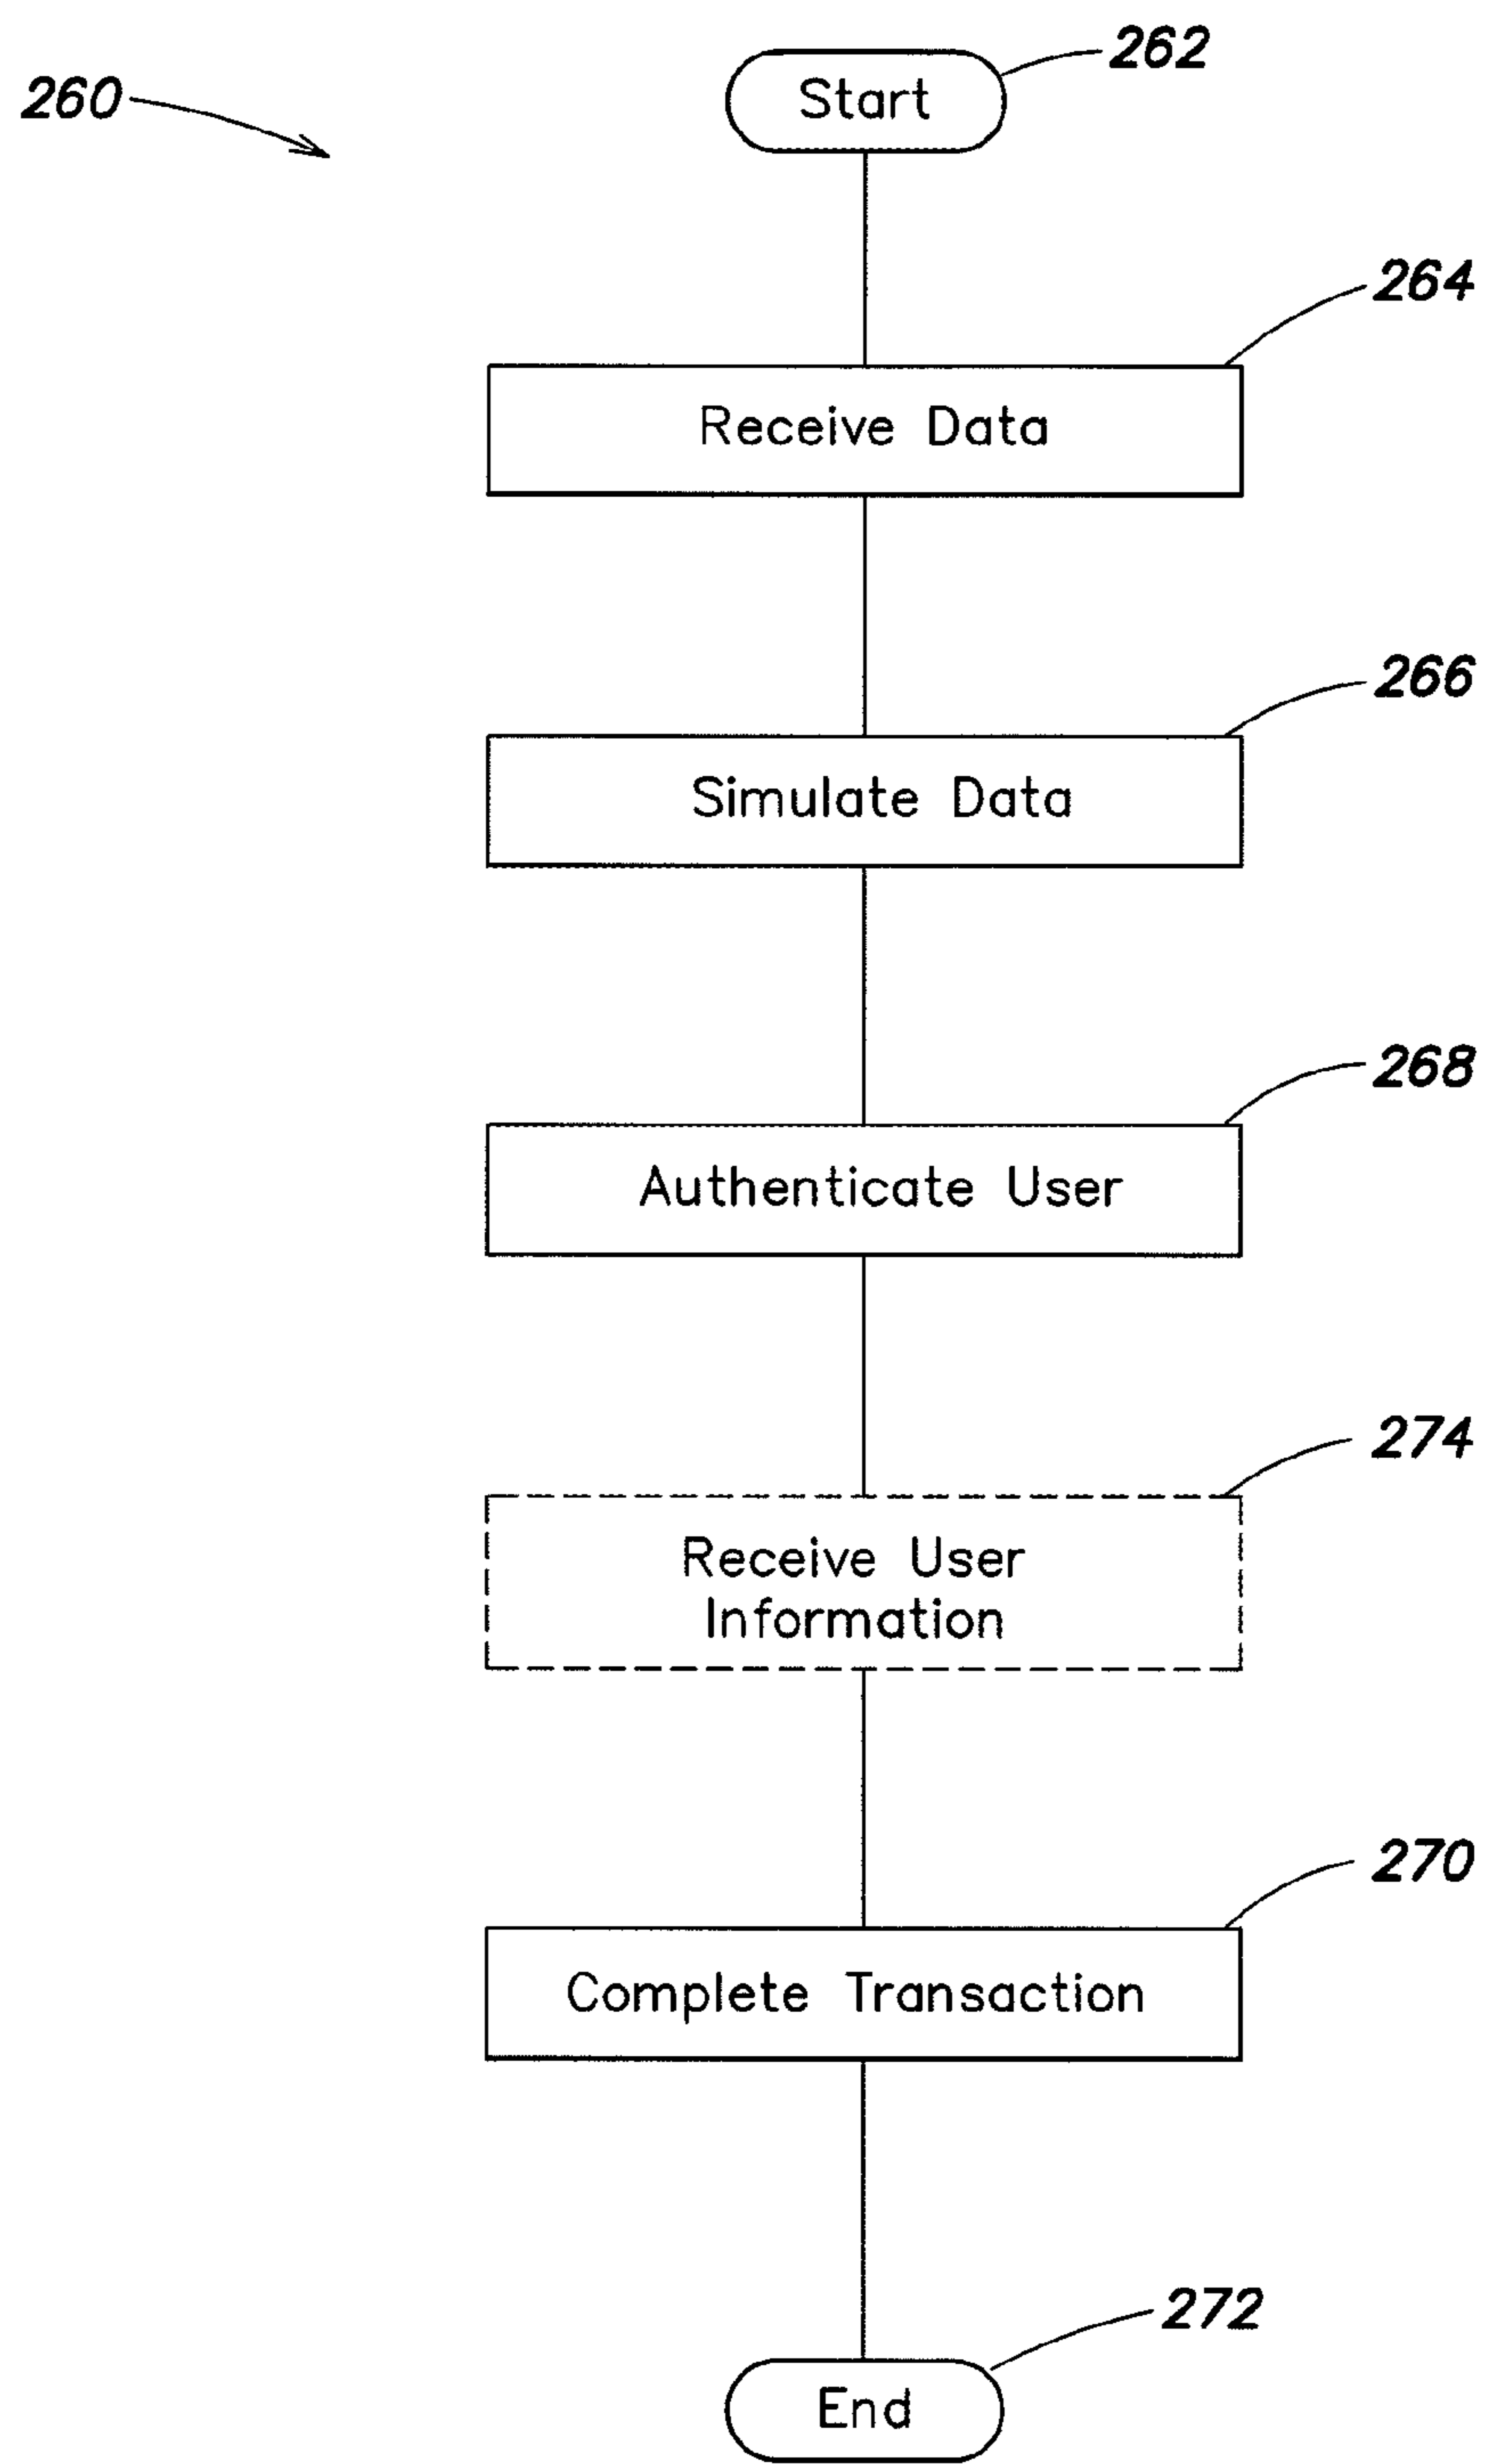 262
260
Start
264
Receive Data
266
Simulate Data
268
Authenticate User
274
Receive User
Information
270
Complete Transaction
272
End